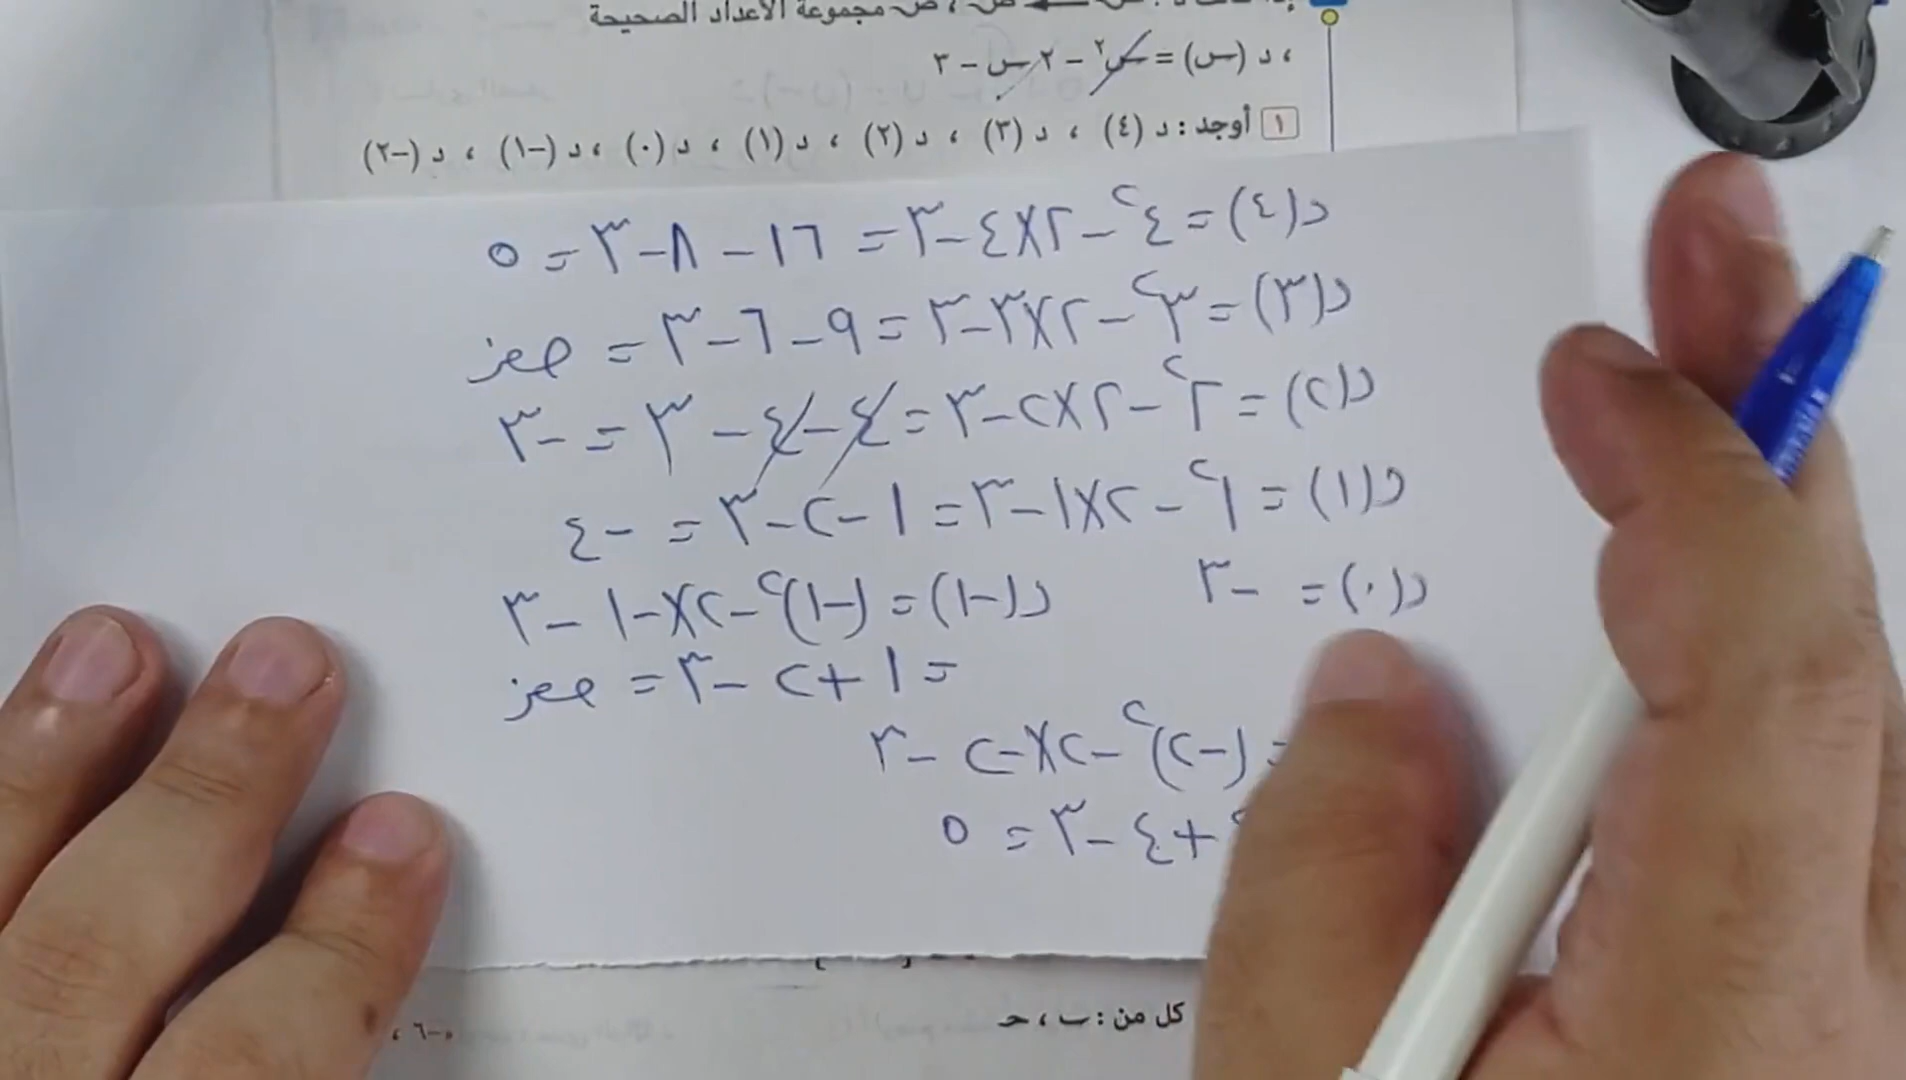 ، ص مجموعة الأعداد الصحيحة
، د (س) = س٢ - ٢ س - ٣
١ أوجد : د (٤) ، د (٣) ، د (٢) ، د (١) ، د (٠) ، د (-١) ، د (-٢)
د(٤) = ٤٢ - ٢×٤ - ٣ = ١٦ - ٨ - ٣ = ٥
د(٣) = ٣٢ - ٢×٣ - ٣ = ٩ - ٦ - ٣ = صفر
د(٢) = ٢٢ - ٢×٢ - ٣ = ٤ - ٤ - ٣ = -٣
د(١) = ١٢ - ٢×١ - ٣ = ١ - ٢ - ٣ = -٤
د(٠) = -٣ د(-١) = (-١)٢ - ٢×-١ - ٣
= ١ + ٢ - ٣ = صفر
= (-٢)٢ - ٢×-٢ - ٣
+ ٤ - ٣ = ٥
كل من : ب ، حـ
-٦ ،